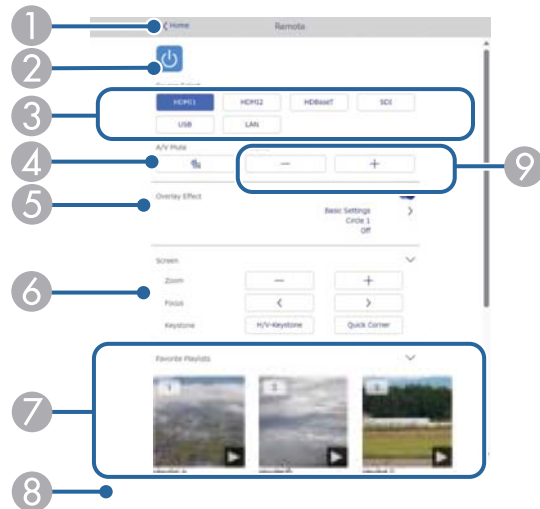 1
Home
Remote
2
3
HDMI1 HDMI2 HDBaseT SDI
USB LAN
4
A/V Mute
9
5
Overlay Effect
Basic Settings
Circle 1
Off
6
Screen
Zoom
Focus
Keystone
H/V-Keystone Quick Corner
7
Favorite Playlists
1
8